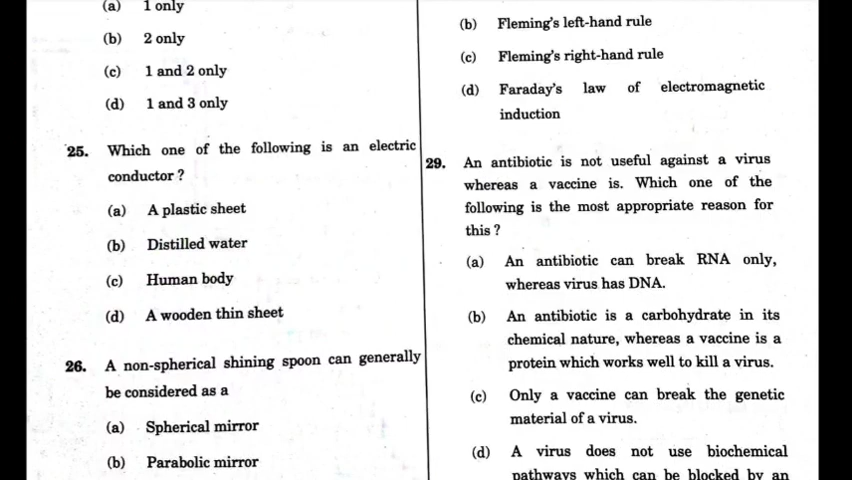 (a) 1 only
(b) 2 only
(c) 1 and 2 only
(d) 1 and 3 only
25. Which one of the following is an electric
conductor ?
(a) A plastic sheet
(b) Distilled water
(c) Human body
(d) A wooden thin sheet
26. A non-spherical shining spoon can generally
be considered as a
(a) Spherical mirror
(b) Parabolic mirror
(b) Fleming's left-hand rule
(c) Fleming's right-hand rule
(d) Faraday's law of electromagnetic
induction
29. An antibiotic is not useful against a virus
whereas a vaccine is. Which one of the
following is the most appropriate reason for
this ?
(a) An antibiotic can break RNA only,
whereas virus has DNA.
(b) An antibiotic is a carbohydrate in its
chemical nature, whereas a vaccine is a
protein which works well to kill a virus.
(c) Only a vaccine can break the genetic
material of a virus.
(d) A virus does not use biochemical
pathways which can be blocked by an